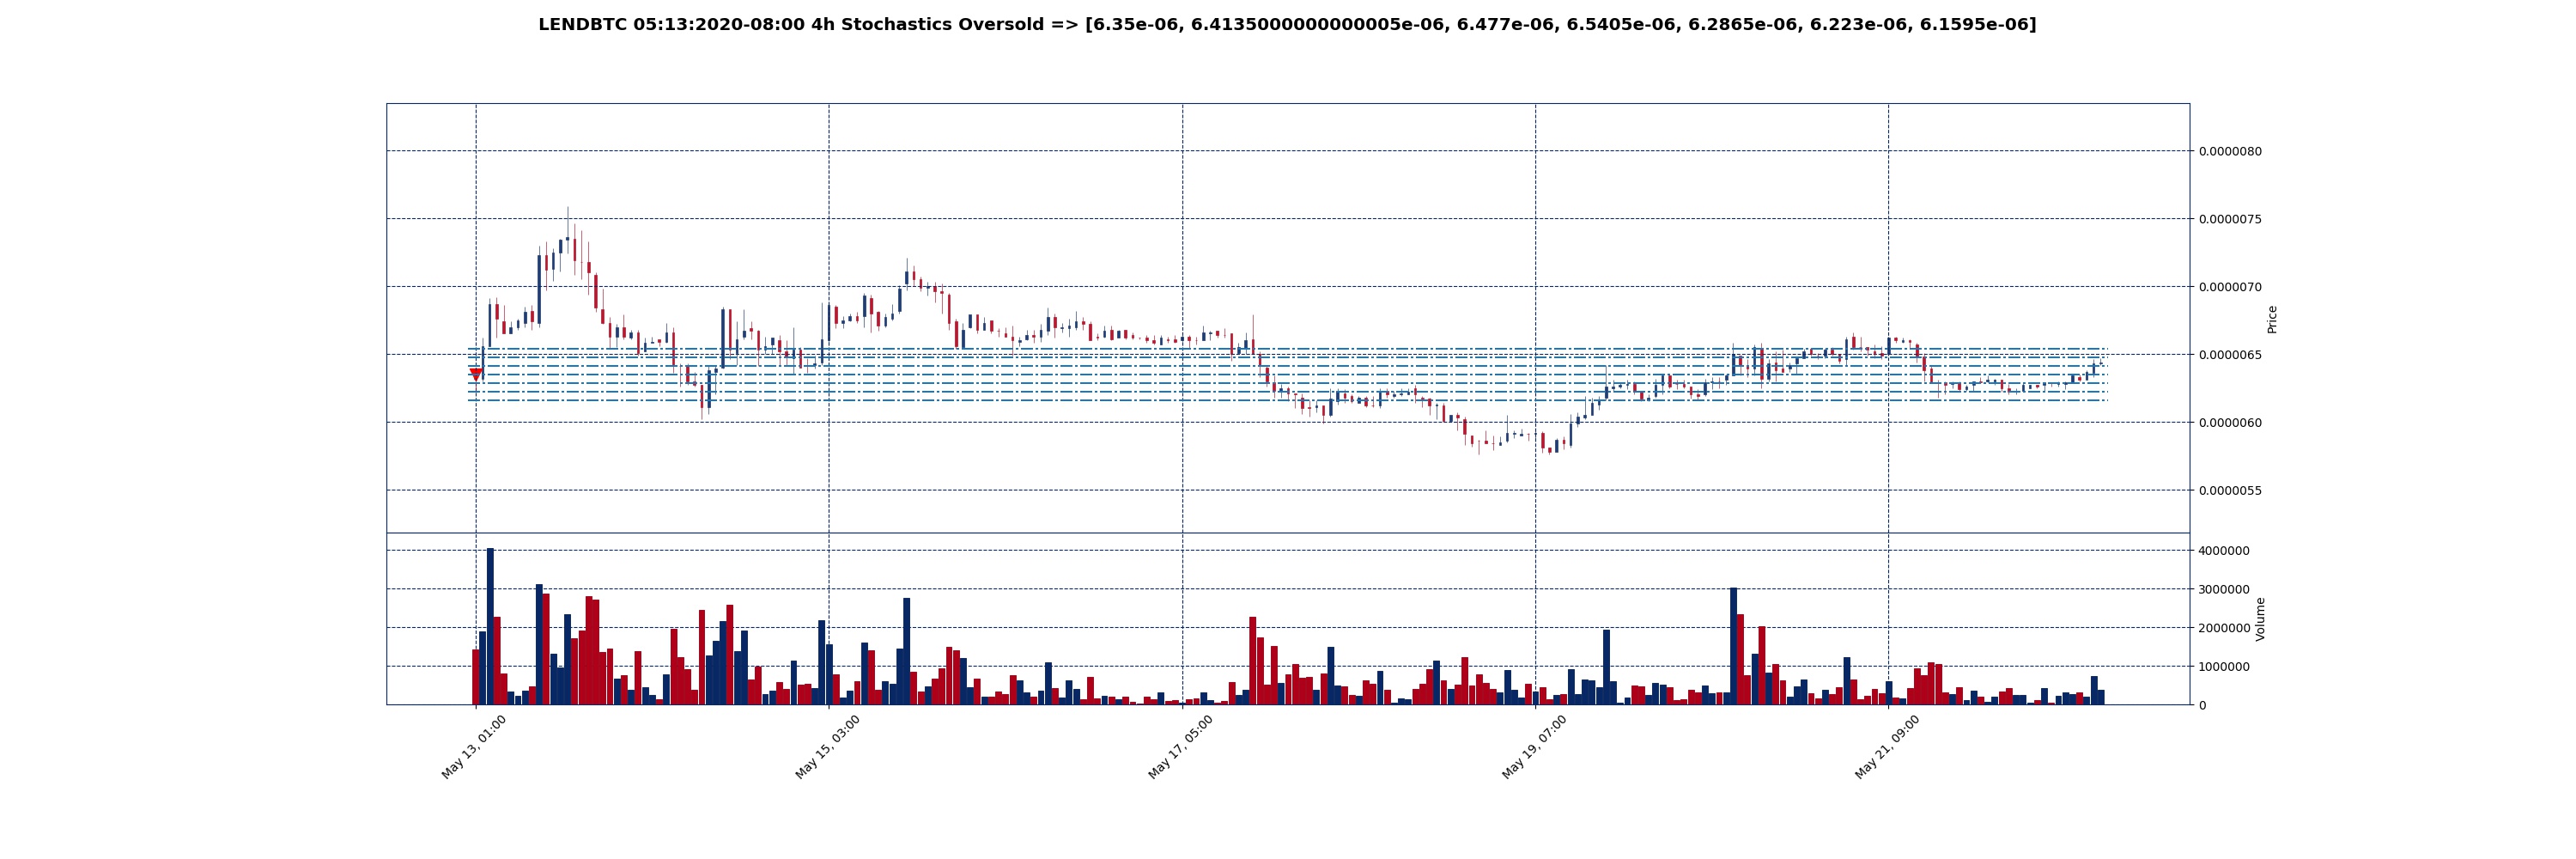 LENDBTC 05:13:2020-08:00 4h Stochastics Oversold => [6.35e-06, 6.4135000000000005e-06, 6.477e-06, 6.5405e-06, 6.2865e-06, 6.223e-06, 6.1595e-06]
0.0000080
0.0000075
0.0000070
Price
0.0000065
0.0000060
0.0000055
4000000
3000000
Volume
2000000
1000000
0
May 13, 01:00
May 15, 03:00
May 17, 05:00
May 19, 07:00
May 21, 09:00